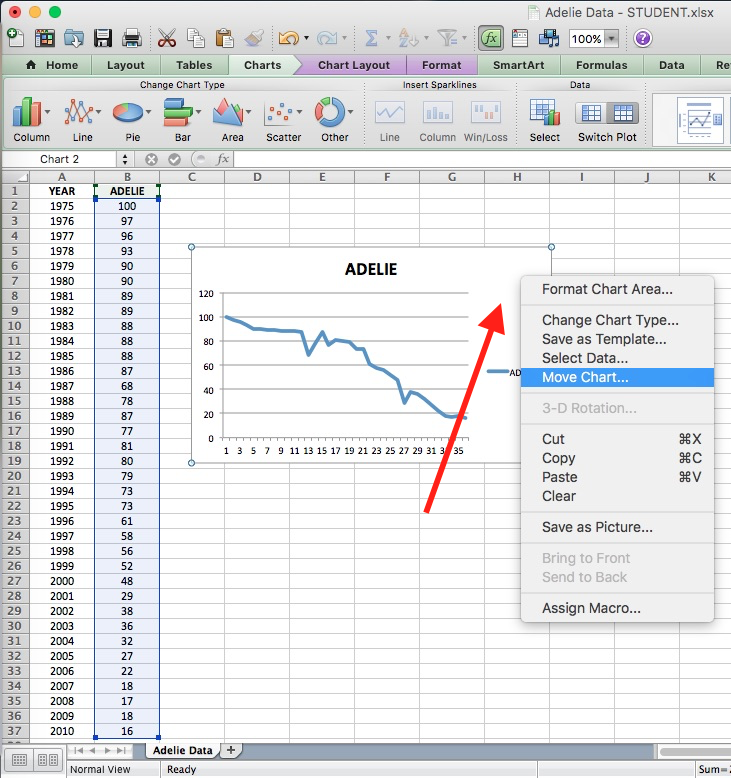 Adelie Data - STUDENT.xlsx
100%
Home Layout Tables Charts Chart Layout Format SmartArt Formulas Data Re
Change Chart Type Insert Sparklines Data
Column Line Pie Bar Area Scatter Other Line Column Win/Loss Select Switch Plot
Chart 2 fx
A B C D E F G H I J K
1 YEAR ADELIE
2 1975 100
3 1976 97
4 1977 96
5 1978 93
6 1979 90
7 1980 90
8 1981 89
9 1982 89
10 1983 88
11 1984 88
12 1985 88
13 1986 87
14 1987 68
15 1988 78
16 1989 87
17 1990 77
18 1991 81
19 1992 80
20 1993 79
21 1994 73
22 1995 73
23 1996 61
24 1997 58
25 1998 56
26 1999 52
27 2000 48
28 2001 29
29 2002 38
30 2003 36
31 2004 32
32 2005 27
33 2006 22
34 2007 18
35 2008 17
36 2009 18
37 2010 16
ADELIE
120
100
80
60
40
20
0
1 3 5 7 9 11 13 15 17 19 21 23 25 27 29 31 33 35
AD
Format Chart Area...
Change Chart Type...
Save as Template...
Select Data...
Move Chart...
3-D Rotation...
Cut ⌘X
Copy ⌘C
Paste ⌘V
Clear
Save as Picture...
Bring to Front
Send to Back
Assign Macro...
Adelie Data
Normal View Ready Sum=